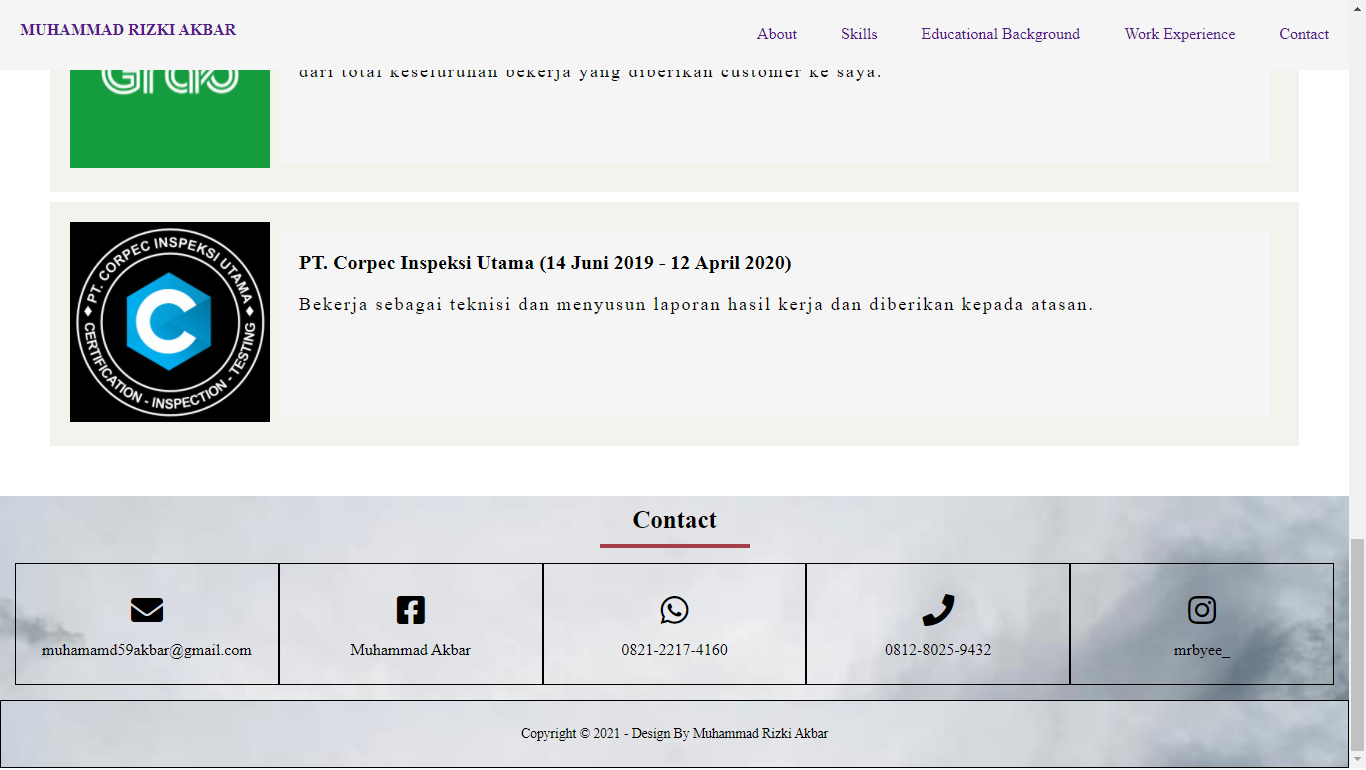 MUHAMMAD RIZKI AKBAR
About Skills Educational Background Work Experience Contact
Grab
dari total keseluruhan bekerja yang diberikan customer ke saya.
PT. CORPEC INSPEKSI UTAMA
C
CERTIFICATION - INSPECTION - TESTING
PT. Corpec Inspeksi Utama (14 Juni 2019 - 12 April 2020)
Bekerja sebagai teknisi dan menyusun laporan hasil kerja dan diberikan kepada atasan.
Contact
muhamamd59akbar@gmail.com
Muhammad Akbar
0821-2217-4160
0812-8025-9432
mrbyee_
Copyright © 2021 - Design By Muhammad Rizki Akbar